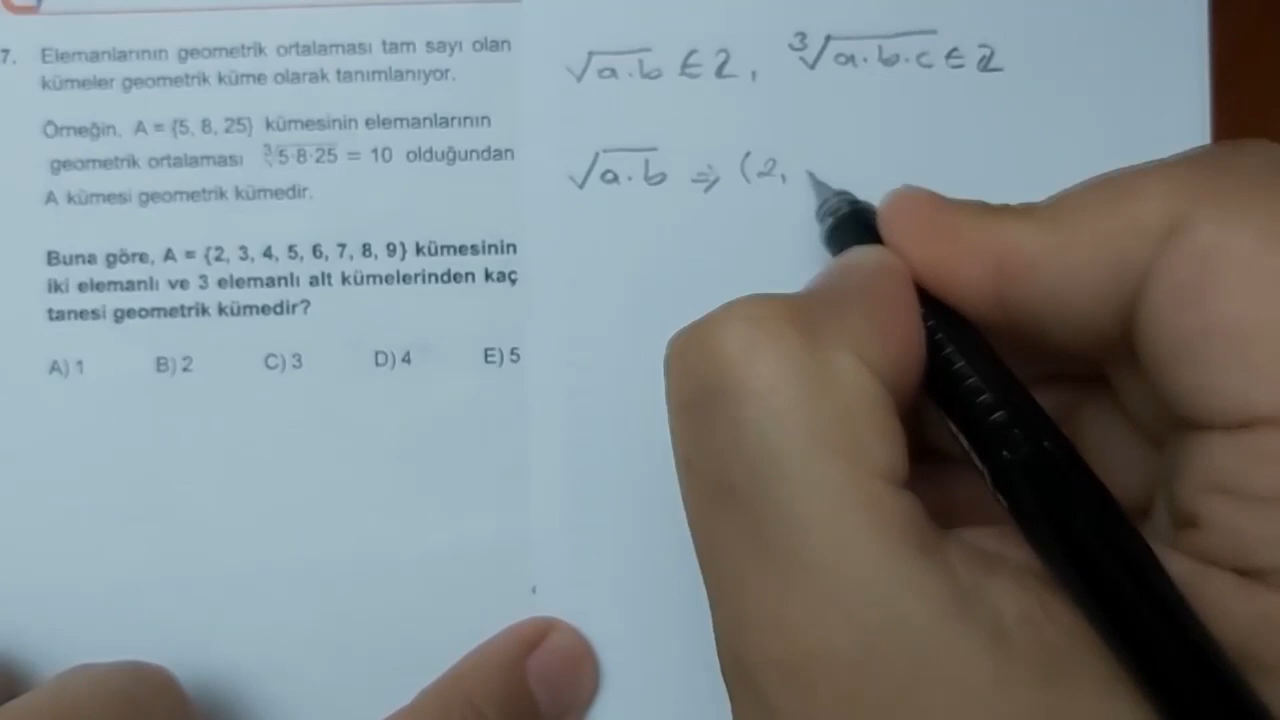 7. Elemanlarının geometrik ortalaması tam sayı olan
kümeler geometrik küme olarak tanımlanıyor.
Örneğin, A = {5, 8, 25} kümesinin elemanlarının
geometrik ortalaması ∛5·8·25 = 10 olduğundan
A kümesi geometrik kümedir.
Buna göre, A = {2, 3, 4, 5, 6, 7, 8, 9} kümesinin
iki elemanlı ve 3 elemanlı alt kümelerinden kaç
tanesi geometrik kümedir?
A) 1 B) 2 C) 3 D) 4 E) 5
√a.b ∈ Z, ∛a.b.c ∈ Z
√a.b ⇒ (2,